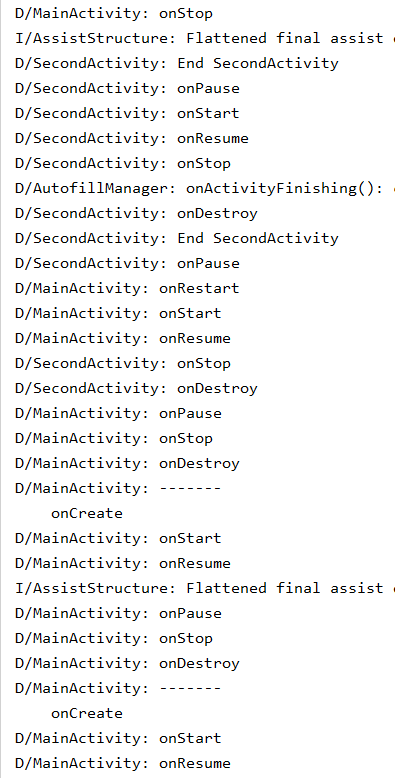 D/MainActivity: onStop
I/AssistStructure: Flattened final assist
D/SecondActivity: End SecondActivity
D/SecondActivity: onPause
D/SecondActivity: onStart
D/SecondActivity: onResume
D/SecondActivity: onStop
D/AutofillManager: onActivityFinishing():
D/SecondActivity: onDestroy
D/SecondActivity: End SecondActivity
D/SecondActivity: onPause
D/MainActivity: onRestart
D/MainActivity: onStart
D/MainActivity: onResume
D/SecondActivity: onStop
D/SecondActivity: onDestroy
D/MainActivity: onPause
D/MainActivity: onStop
D/MainActivity: onDestroy
D/MainActivity: -------
    onCreate
D/MainActivity: onStart
D/MainActivity: onResume
I/AssistStructure: Flattened final assist
D/MainActivity: onPause
D/MainActivity: onStop
D/MainActivity: onDestroy
D/MainActivity: -------
    onCreate
D/MainActivity: onStart
D/MainActivity: onResume